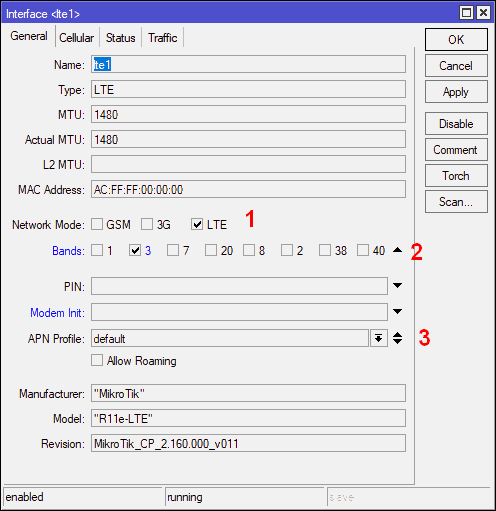 Interface <lte1>
General Cellular Status Traffic
OK
Name: lte1
Cancel
Type: LTE
Apply
MTU: 1480
Actual MTU: 1480
Disable
L2 MTU:
Comment
MAC Address: AC:FF:FF:00:00:00
Torch
Scan...
Network Mode: GSM 3G LTE 1
Bands: 1 3 7 20 8 2 38 40 2
PIN:
Modem Init:
APN Profile: default 3
Allow Roaming
Manufacturer: "MikroTik"
Model: "R11e-LTE"
Revision: MikroTik_CP_2.160.000_v011
enabled running slave